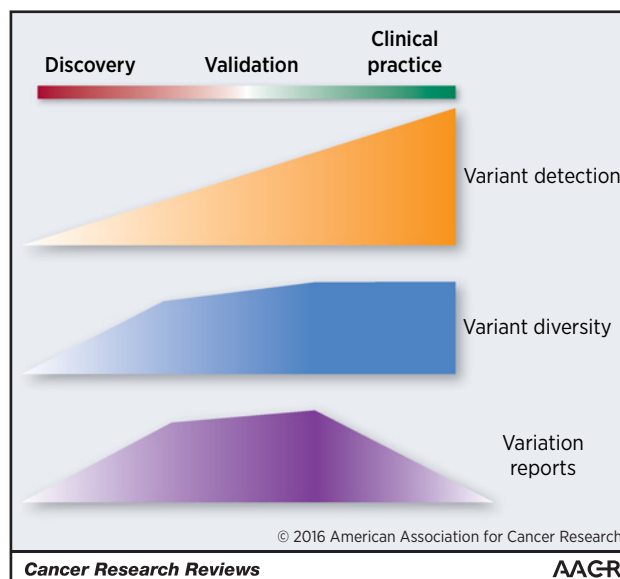 Discovery
Validation
Clinical
practice
Variant detection
Variant diversity
Variation
reports
© 2016 American Association for Cancer Research
Cancer Research Reviews
AACR